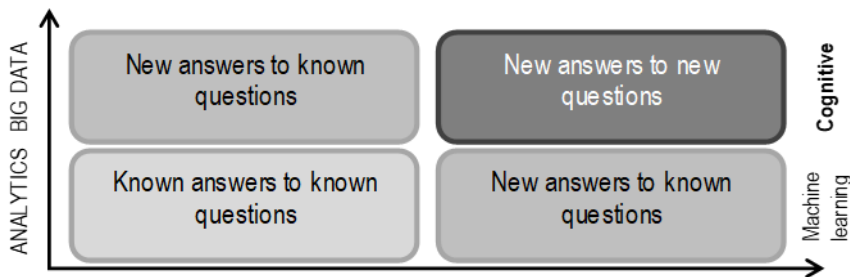 BIG DATA
New answers to known
questions
New answers to new
questions
Cognitive
ANALYTICS
Known answers to known
questions
New answers to known
questions
Machine
learning